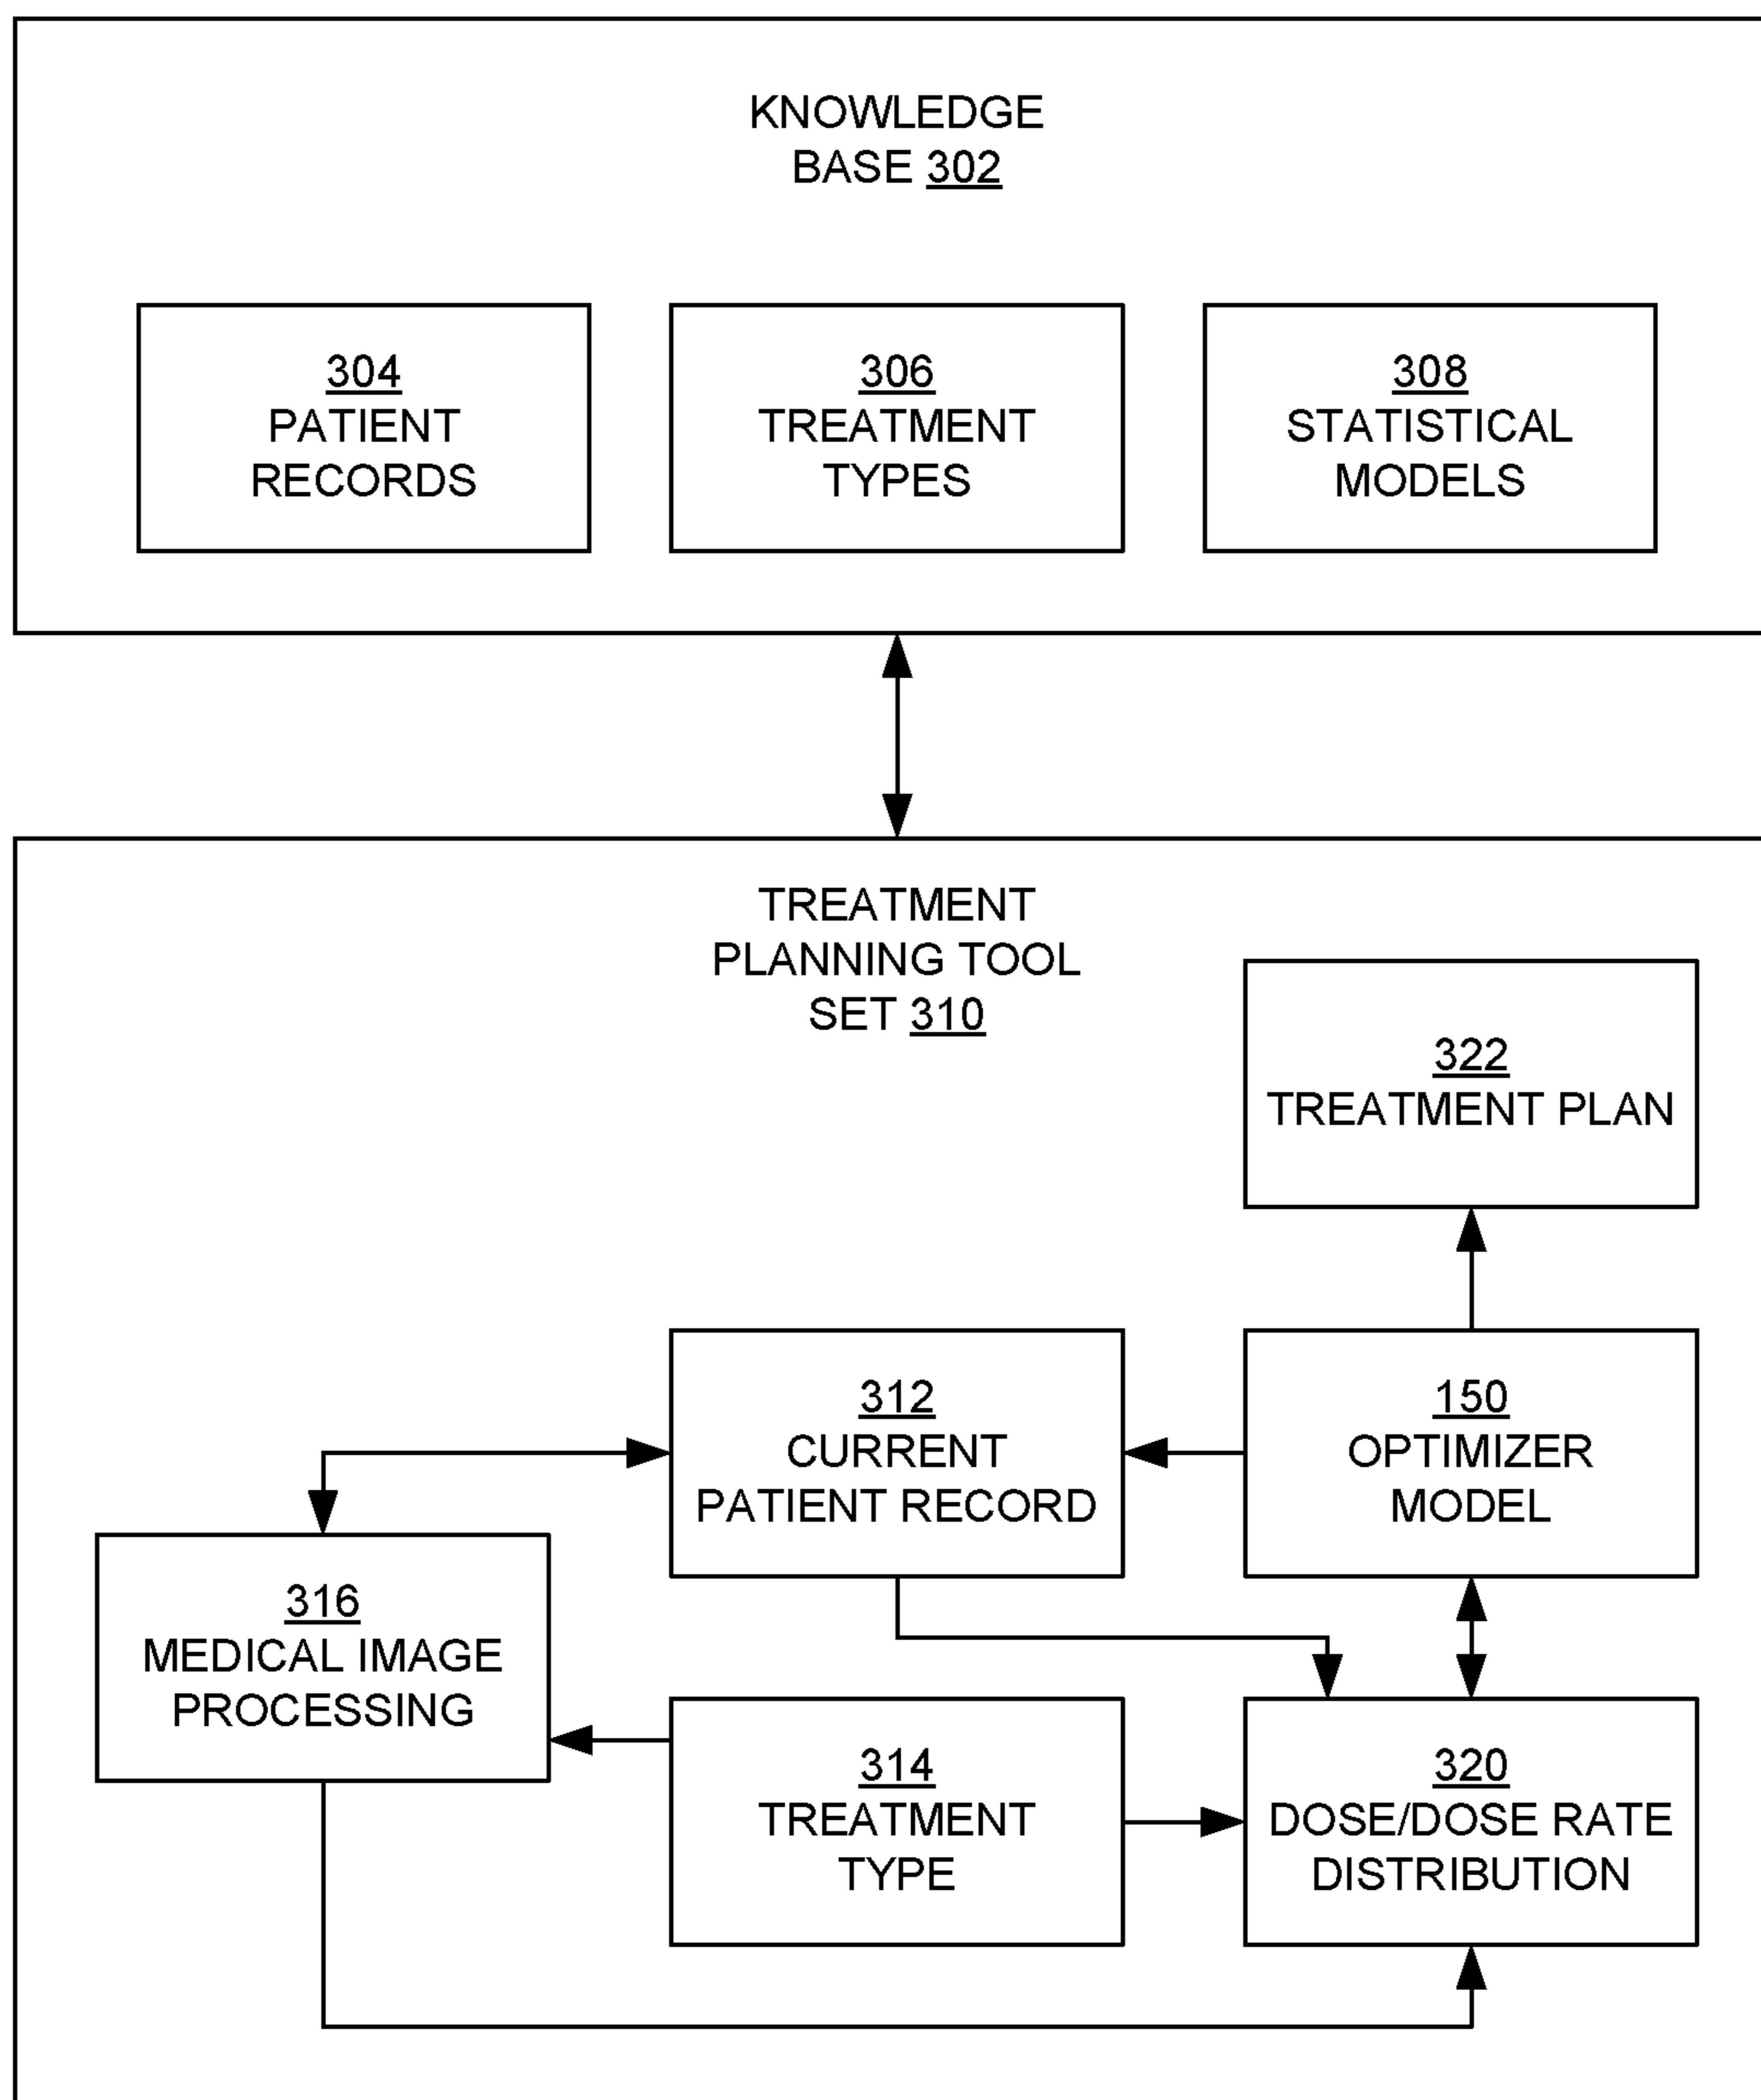 KNOWLEDGE
BASE 302
304
PATIENT
RECORDS
306
TREATMENT
TYPES
308
STATISTICAL
MODELS
TREATMENT
PLANNING TOOL
SET 310
322
TREATMENT PLAN
312
CURRENT
PATIENT RECORD
150
OPTIMIZER
MODEL
316
MEDICAL IMAGE
PROCESSING
314
TREATMENT
TYPE
320
DOSE/DOSE RATE
DISTRIBUTION